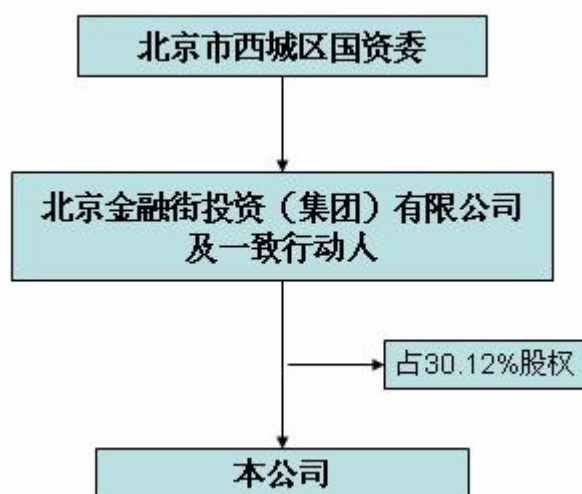 北京市西城区国资委
北京金融街投资（集团）有限公司
及一致行动人
占30.12%股权
本公司